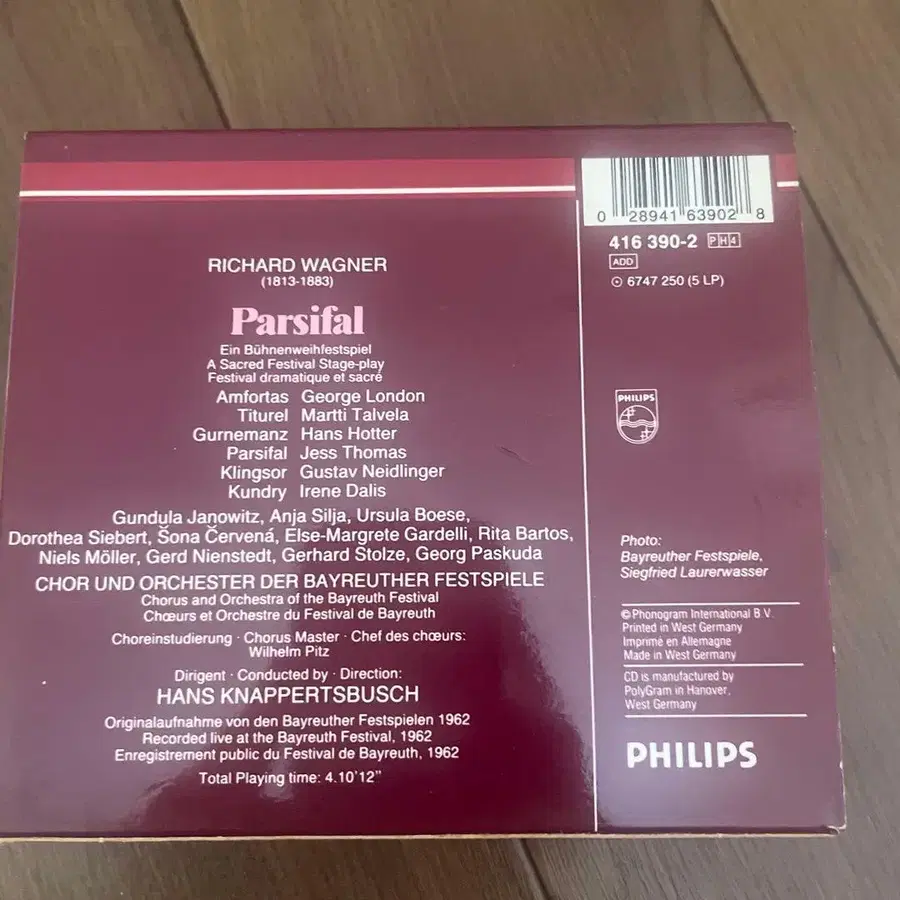 RICHARD WAGNER
(1813-1883)
Parsifal
Ein Bühnenweihfestspiel
A Sacred Festival Stage-play
Festival dramatique et sacré
Amfortas George London
Titurel Martti Talvela
Gurnemanz Hans Hotter
Parsifal Jess Thomas
Klingsor Gustav Neidlinger
Kundry Irene Dalis
Gundula Janowitz, Anja Silja, Ursula Boese,
Dorothea Siebert, Šona Červená, Else-Margrete Gardelli, Rita Bartos,
Niels Möller, Gerd Nienstedt, Gerhard Stolze, Georg Paskuda
CHOR UND ORCHESTER DER BAYREUTHER FESTSPIELE
Chorus and Orchestra of the Bayreuth Festival
Chœurs et Orchestre du Festival de Bayreuth
Choreinstudierung · Chorus Master · Chef des chœurs:
Wilhelm Pitz
Dirigent · Conducted by · Direction:
HANS KNAPPERTSBUSCH
Originalaufnahme von den Bayreuther Festspielen 1962
Recorded live at the Bayreuth Festival, 1962
Enregistrement public du Festival de Bayreuth, 1962
Total Playing time: 4.10'12"
0 28941 63902 8
416 390-2 PH4
ADD
6747 250 (5 LP)
PHILIPS
Photo:
Bayreuther Festspiele,
Siegfried Laurerwasser
© Phonogram International B.V.
Printed in West Germany
Imprimé en Allemagne
Made in West Germany
CD is manufactured by
PolyGram in Hanover,
West Germany
PHILIPS